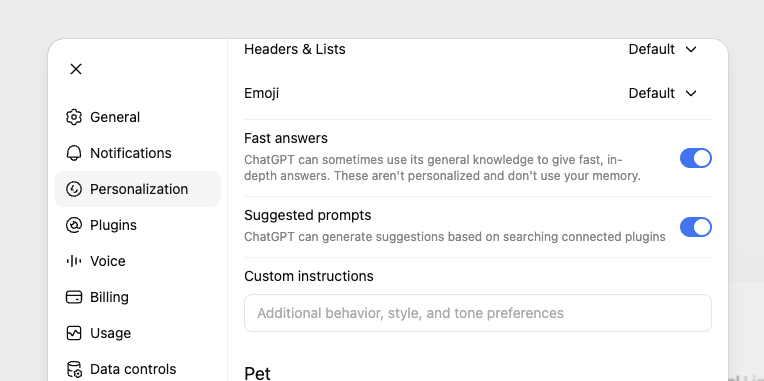 Headers & Lists Default
Emoji Default
General
Notifications
Personalization
Plugins
Voice
Billing
Usage
Data controls
Fast answers
ChatGPT can sometimes use its general knowledge to give fast, in-
depth answers. These aren't personalized and don't use your memory.
Suggested prompts
ChatGPT can generate suggestions based on searching connected plugins
Custom instructions
Additional behavior, style, and tone preferences
Pet